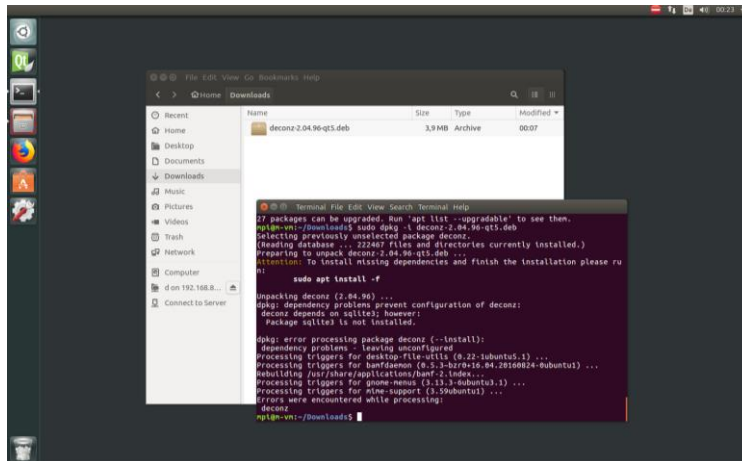 De 00:23
File Edit View Go Bookmarks Help
Home Downloads
Name Size Type Modified
Recent
Home
Desktop
Documents
Downloads
Music
Pictures
Videos
Trash
Network
Computer
d on 192.168.8...
Connect to Server
deconz-2.04.96-qt5.deb 3,9 MB Archive 00:07
Terminal File Edit View Search Terminal Help
27 packages can be upgraded. Run 'apt list --upgradable' to see them.
mpi@m-vm:~/Downloads$ sudo dpkg -i deconz-2.04.96-qt5.deb
Selecting previously unselected package deconz.
(Reading database ... 222467 files and directories currently installed.)
Preparing to unpack deconz-2.04.96-qt5.deb ...
Attention: To install missing dependencies and finish the installation please ru
n:
sudo apt install -f
Unpacking deconz (2.04.96) ...
dpkg: dependency problems prevent configuration of deconz:
deconz depends on sqlite3; however:
Package sqlite3 is not installed.
dpkg: error processing package deconz (--install):
dependency problems - leaving unconfigured
Processing triggers for desktop-file-utils (0.22-1ubuntu5.1) ...
Processing triggers for bamfdaemon (0.5.3~bzr0+16.04.20160824-0ubuntu1) ...
Rebuilding /usr/share/applications/bamf-2.index...
Processing triggers for gnome-menus (3.13.3-6ubuntu3.1) ...
Processing triggers for mime-support (3.59ubuntu1) ...
Errors were encountered while processing:
deconz
mpi@m-vm:~/Downloads$